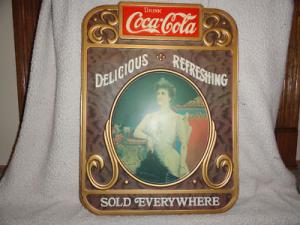 DRINK
Coca-Cola
DELICIOUS REFRESHING
SOLD EVERYWHERE